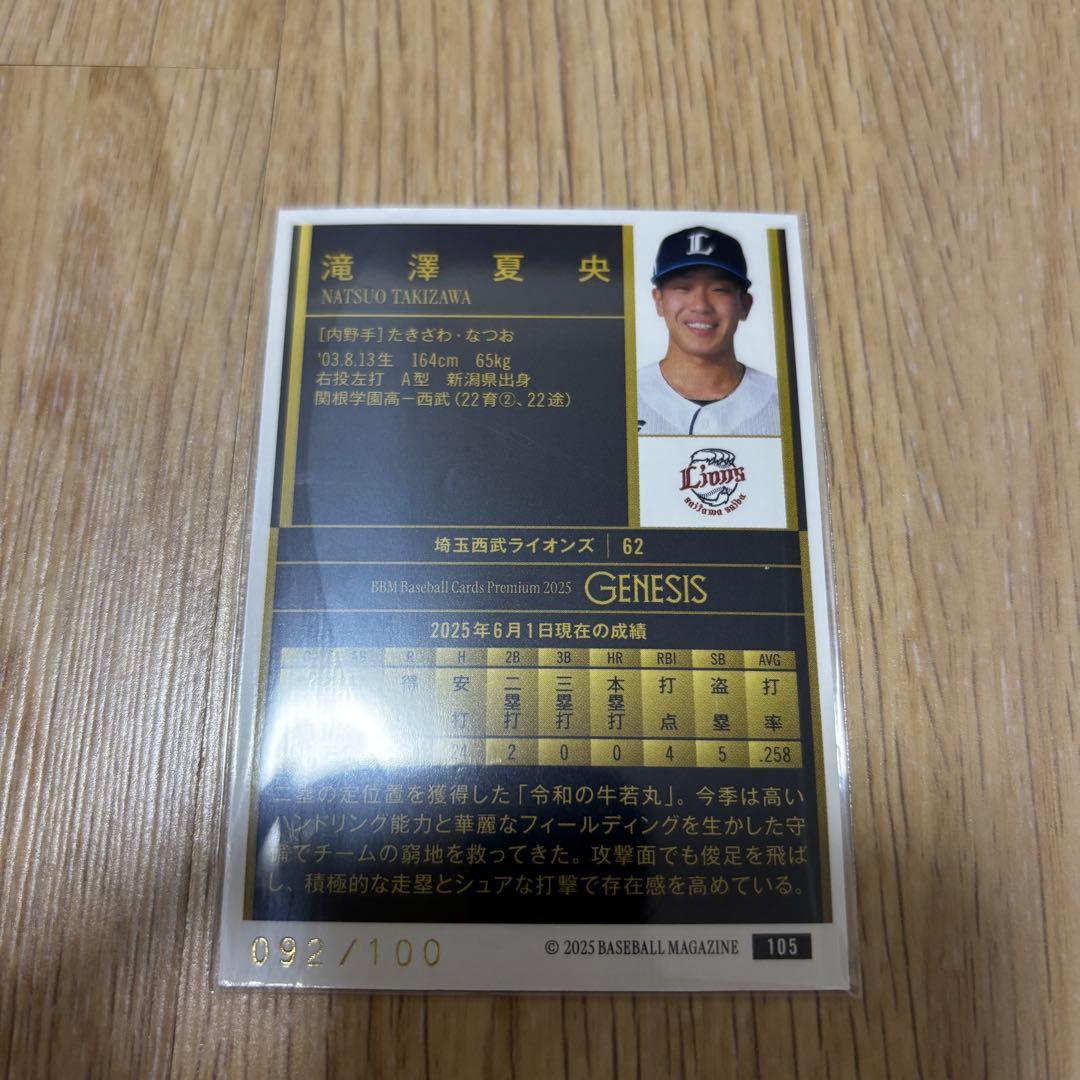 滝澤夏央
NATSUO TAKIZAWA
L
[内野手]たきざわ・なつお
'03.8.13生 164cm 65kg
右投左打 A型 新潟県出身
関根学園高ー西武(22育②、22途)
Lions
saitama seibu
埼玉西武ライオンズ | 62
BBM Baseball Cards Premium 2025 GENESIS
2025年6月1日現在の成績
AB R H 2B 3B HR RBI SB AVG
得 安打 二塁打 三塁打 本塁打 打点 盗塁 打率
24 2 0 0 4 5 .258
二塁の定位置を獲得した「令和の牛若丸」。今季は高い
ハンドリング能力と華麗なフィールディングを生かした守
備でチームの窮地を救ってきた。攻撃面でも俊足を飛ば
し、積極的な走塁とシュアな打撃で存在感を高めている。
092/100
© 2025 BASEBALL MAGAZINE 105